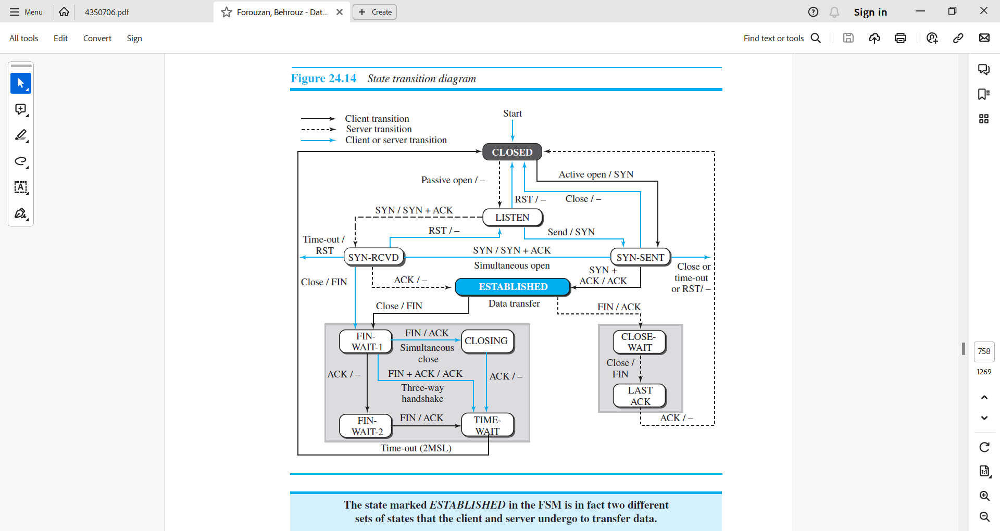 Menu
4350706.pdf
Forouzan, Behrouz - Dat...
Create
Sign in
All tools
Edit
Convert
Sign
Find text or tools
Figure 24.14 State transition diagram
Client transition
Server transition
Client or server transition
Start
CLOSED
Passive open / –
Active open / SYN
RST / –
Close / –
SYN / SYN + ACK
LISTEN
RST / –
Send / SYN
Time-out /
RST
SYN-RCVD
SYN / SYN + ACK
Simultaneous open
SYN-SENT
Close or
time-out
or RST/ –
SYN +
ACK / ACK
Close / FIN
ACK / –
ESTABLISHED
Data transfer
Close / FIN
FIN / ACK
FIN-
WAIT-1
FIN / ACK
Simultaneous
close
CLOSING
CLOSE-
WAIT
Close /
FIN
ACK / –
FIN + ACK / ACK
Three-way
handshake
ACK / –
LAST
ACK
FIN-
WAIT-2
FIN / ACK
TIME-
WAIT
ACK / –
Time-out (2MSL)
The state marked ESTABLISHED in the FSM is in fact two different
sets of states that the client and server undergo to transfer data.
758
1269
1:1
A